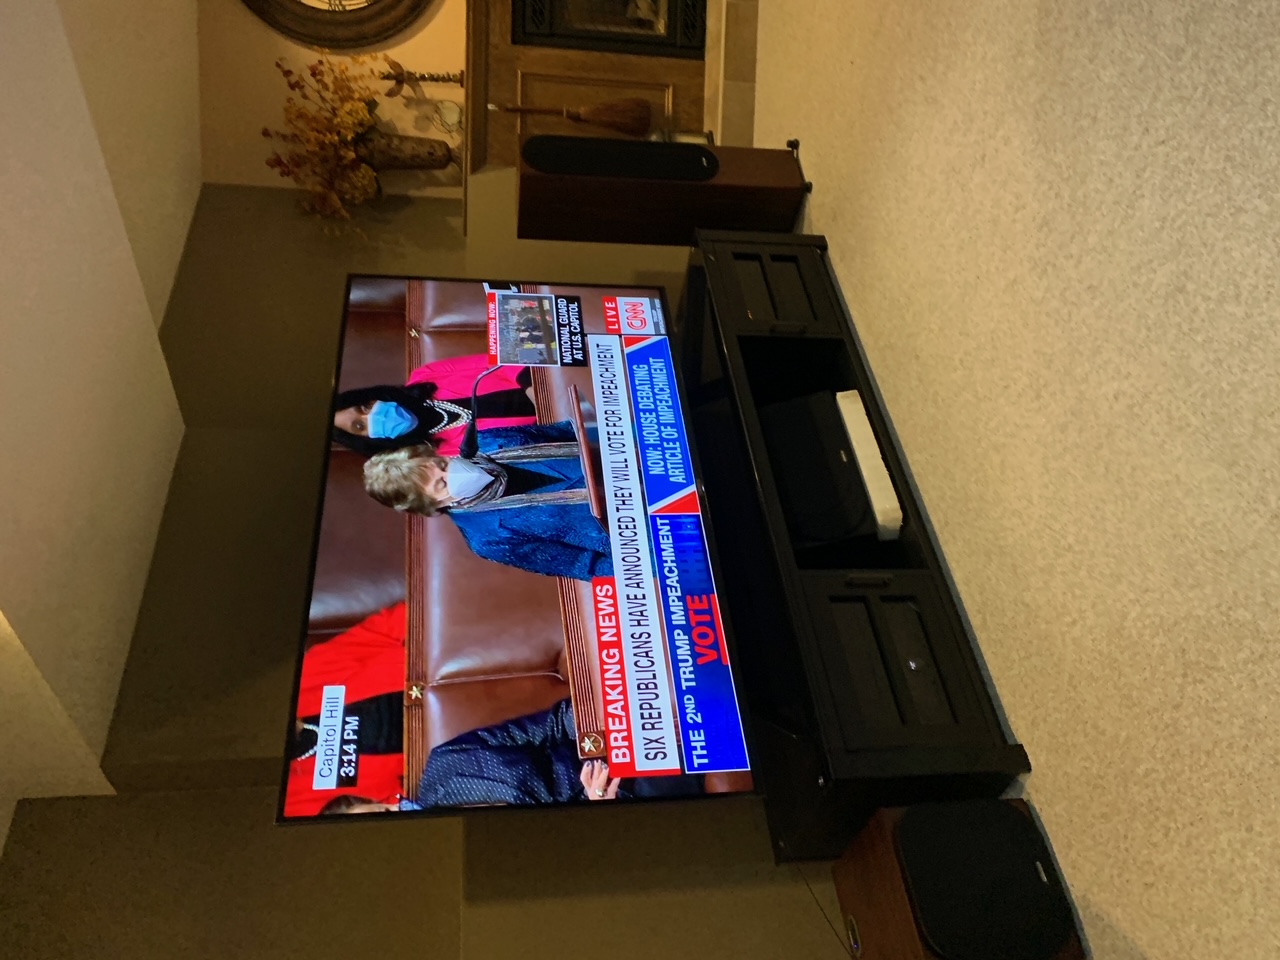 Capitol Hill
3:14 PM
HAPPENING NOW:
NATIONAL GUARD
AT U.S. CAPITOL
BREAKING NEWS
SIX REPUBLICANS HAVE ANNOUNCED THEY WILL VOTE FOR IMPEACHMENT
LIVE
CNN
THE 2ND TRUMP IMPEACHMENT
VOTE
NOW: HOUSE DEBATING
ARTICLE OF IMPEACHMENT